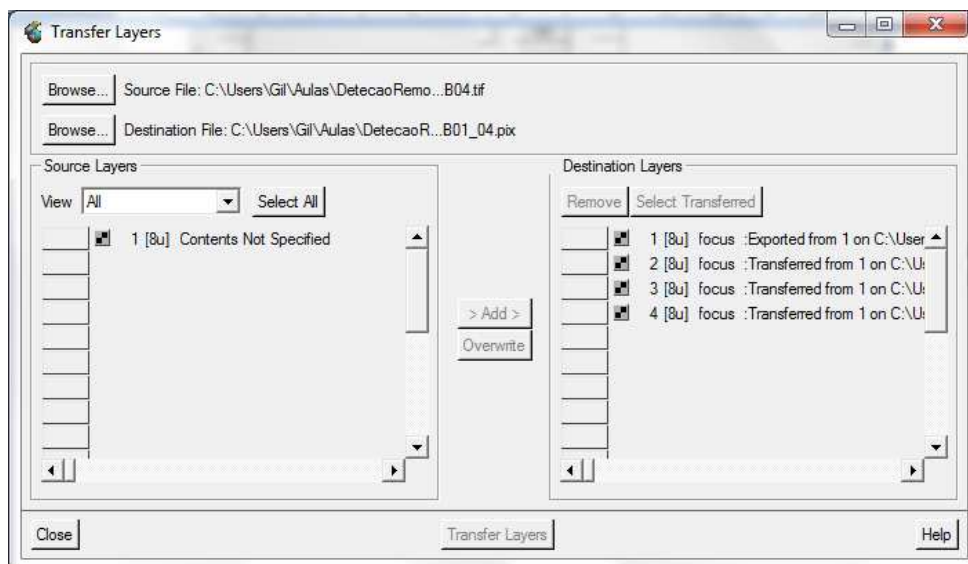 Transfer Layers
Browse... Source File: C:\Users\Gil\Aulas\DetecaoRemo...B04.tif
Browse... Destination File: C:\Users\Gil\Aulas\DetecaoR...B01_04.pix
Source Layers
View All Select All
1 [8u] Contents Not Specified
> Add >
Overwrite
Destination Layers
Remove Select Transferred
1 [8u] focus :Exported from 1 on C:\User
2 [8u] focus :Transferred from 1 on C:\U
3 [8u] focus :Transferred from 1 on C:\U
4 [8u] focus :Transferred from 1 on C:\U
Close Transfer Layers Help